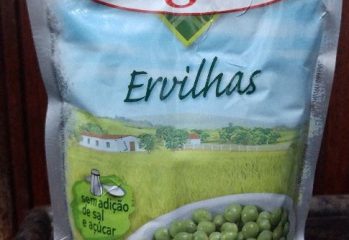 Ervilhas
sem adição
de sal
e açúcar